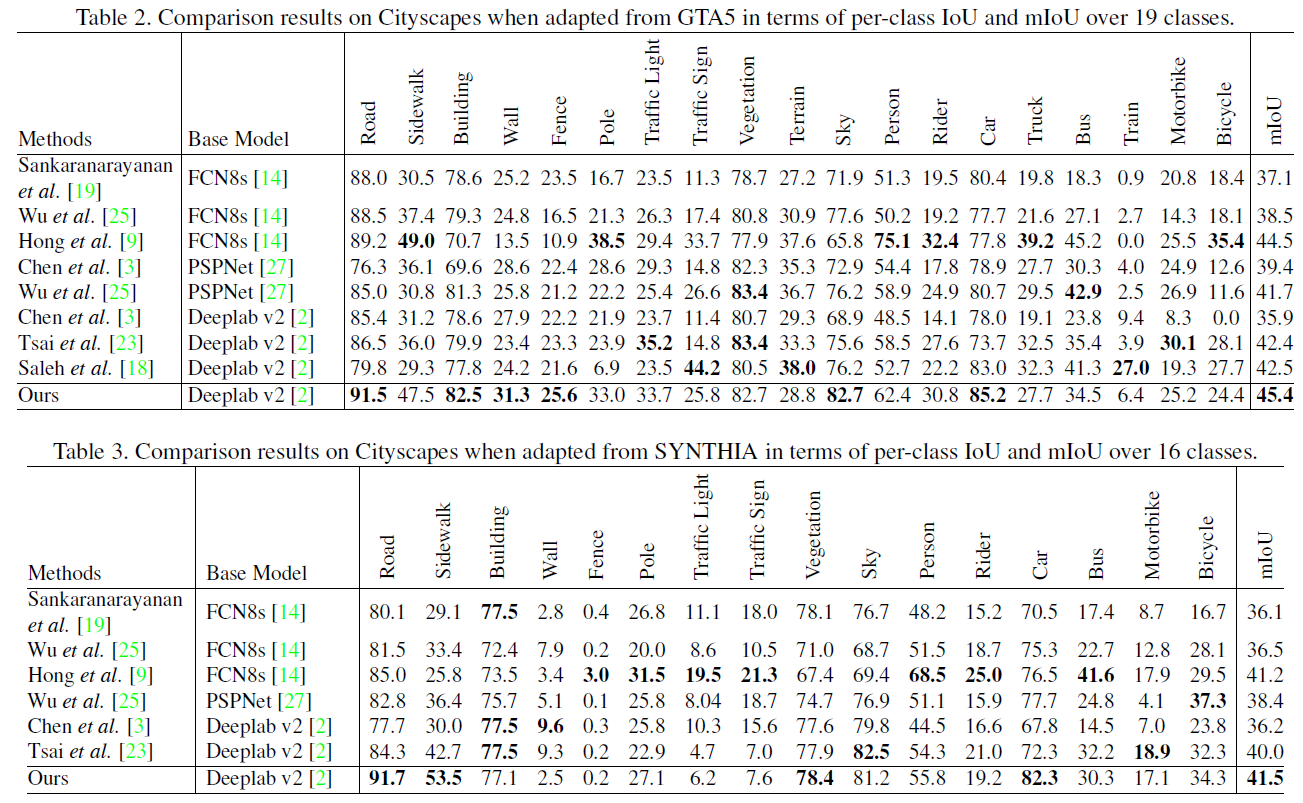 Table 2. Comparison results on Cityscapes when adapted from GTA5 in terms of per-class IoU and mIoU over 19 classes.
Methods Base Model Road Sidewalk Building Wall Fence Pole Traffic Light Traffic Sign Vegetation Terrain Sky Person Rider Car Truck Bus Train Motorbike Bicycle mIoU
Sankaranarayanan
et al. [19] FCN8s [14] 88.0 30.5 78.6 25.2 23.5 16.7 23.5 11.3 78.7 27.2 71.9 51.3 19.5 80.4 19.8 18.3 0.9 20.8 18.4 37.1
Wu et al. [25] FCN8s [14] 88.5 37.4 79.3 24.8 16.5 21.3 26.3 17.4 80.8 30.9 77.6 50.2 19.2 77.7 21.6 27.1 2.7 14.3 18.1 38.5
Hong et al. [9] FCN8s [14] 89.2 49.0 70.7 13.5 10.9 38.5 29.4 33.7 77.9 37.6 65.8 75.1 32.4 77.8 39.2 45.2 0.0 25.5 35.4 44.5
Chen et al. [3] PSPNet [27] 76.3 36.1 69.6 28.6 22.4 28.6 29.3 14.8 82.3 35.3 72.9 54.4 17.8 78.9 27.7 30.3 4.0 24.9 12.6 39.4
Wu et al. [25] PSPNet [27] 85.0 30.8 81.3 25.8 21.2 22.2 25.4 26.6 83.4 36.7 76.2 58.9 24.9 80.7 29.5 42.9 2.5 26.9 11.6 41.7
Chen et al. [3] Deeplab v2 [2] 85.4 31.2 78.6 27.9 22.2 21.9 23.7 11.4 80.7 29.3 68.9 48.5 14.1 78.0 19.1 23.8 9.4 8.3 0.0 35.9
Tsai et al. [23] Deeplab v2 [2] 86.5 36.0 79.9 23.4 23.3 23.9 35.2 14.8 83.4 33.3 75.6 58.5 27.6 73.7 32.5 35.4 3.9 30.1 28.1 42.4
Saleh et al. [18] Deeplab v2 [2] 79.8 29.3 77.8 24.2 21.6 6.9 23.5 44.2 80.5 38.0 76.2 52.7 22.2 83.0 32.3 41.3 27.0 19.3 27.7 42.5
Ours Deeplab v2 [2] 91.5 47.5 82.5 31.3 25.6 33.0 33.7 25.8 82.7 28.8 82.7 62.4 30.8 85.2 27.7 34.5 6.4 25.2 24.4 45.4
Table 3. Comparison results on Cityscapes when adapted from SYNTHIA in terms of per-class IoU and mIoU over 16 classes.
Methods Base Model Road Sidewalk Building Wall Fence Pole Traffic Light Traffic Sign Vegetation Sky Person Rider Car Bus Motorbike Bicycle mIoU
Sankaranarayanan
et al. [19] FCN8s [14] 80.1 29.1 77.5 2.8 0.4 26.8 11.1 18.0 78.1 76.7 48.2 15.2 70.5 17.4 8.7 16.7 36.1
Wu et al. [25] FCN8s [14] 81.5 33.4 72.4 7.9 0.2 20.0 8.6 10.5 71.0 68.7 51.5 18.7 75.3 22.7 12.8 28.1 36.5
Hong et al. [9] FCN8s [14] 85.0 25.8 73.5 3.4 3.0 31.5 19.5 21.3 67.4 69.4 68.5 25.0 76.5 41.6 17.9 29.5 41.2
Wu et al. [25] PSPNet [27] 82.8 36.4 75.7 5.1 0.1 25.8 8.04 18.7 74.7 76.9 51.1 15.9 77.7 24.8 4.1 37.3 38.4
Chen et al. [3] Deeplab v2 [2] 77.7 30.0 77.5 9.6 0.3 25.8 10.3 15.6 77.6 79.8 44.5 16.6 67.8 14.5 7.0 23.8 36.2
Tsai et al. [23] Deeplab v2 [2] 84.3 42.7 77.5 9.3 0.2 22.9 4.7 7.0 77.9 82.5 54.3 21.0 72.3 32.2 18.9 32.3 40.0
Ours Deeplab v2 [2] 91.7 53.5 77.1 2.5 0.2 27.1 6.2 7.6 78.4 81.2 55.8 19.2 82.3 30.3 17.1 34.3 41.5